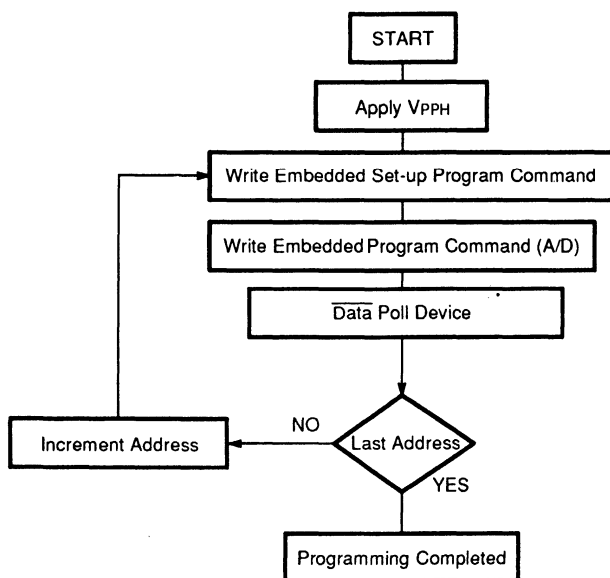 START
Apply VPPH
Write Embedded Set-up Program Command
Write Embedded Program Command (A/D)
Data Poll Device
Last Address
NO
Increment Address
YES
Programming Completed